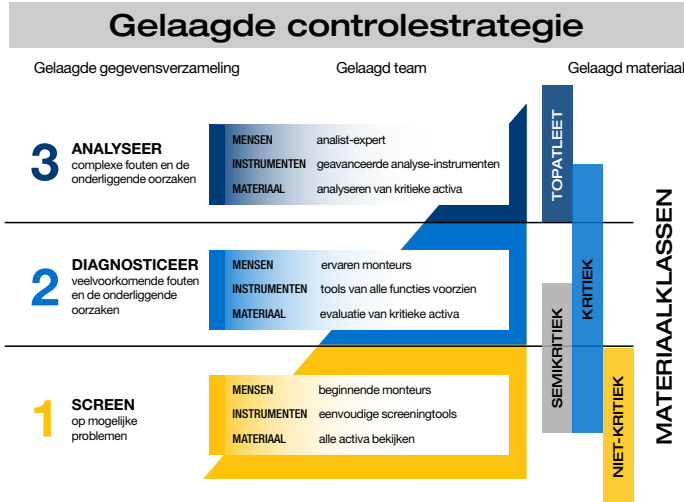 Gelaagde controlestrategie
Gelaagde gegevensverzameling
Gelaagd team
Gelaagd materiaal
3
ANALYSEER
complexe fouten en de
onderliggende oorzaken
MENSEN analist-expert
INSTRUMENTEN geavanceerde analyse-instrumenten
MATERIAAL analyseren van kritieke activa
2
DIAGNOSTICEER
veelvoorkomende fouten
en de onderliggende
oorzaken
MENSEN ervaren monteurs
INSTRUMENTEN tools van alle functies voorzien
MATERIAAL evaluatie van kritieke activa
1
SCREEN
op mogelijke
problemen
MENSEN beginnende monteurs
INSTRUMENTEN eenvoudige screeningtools
MATERIAAL alle activa bekijken
TOPATLEET
KRITIEK
SEMIKRITIEK
NIET-KRITIEK
MATERIAALKLASSEN